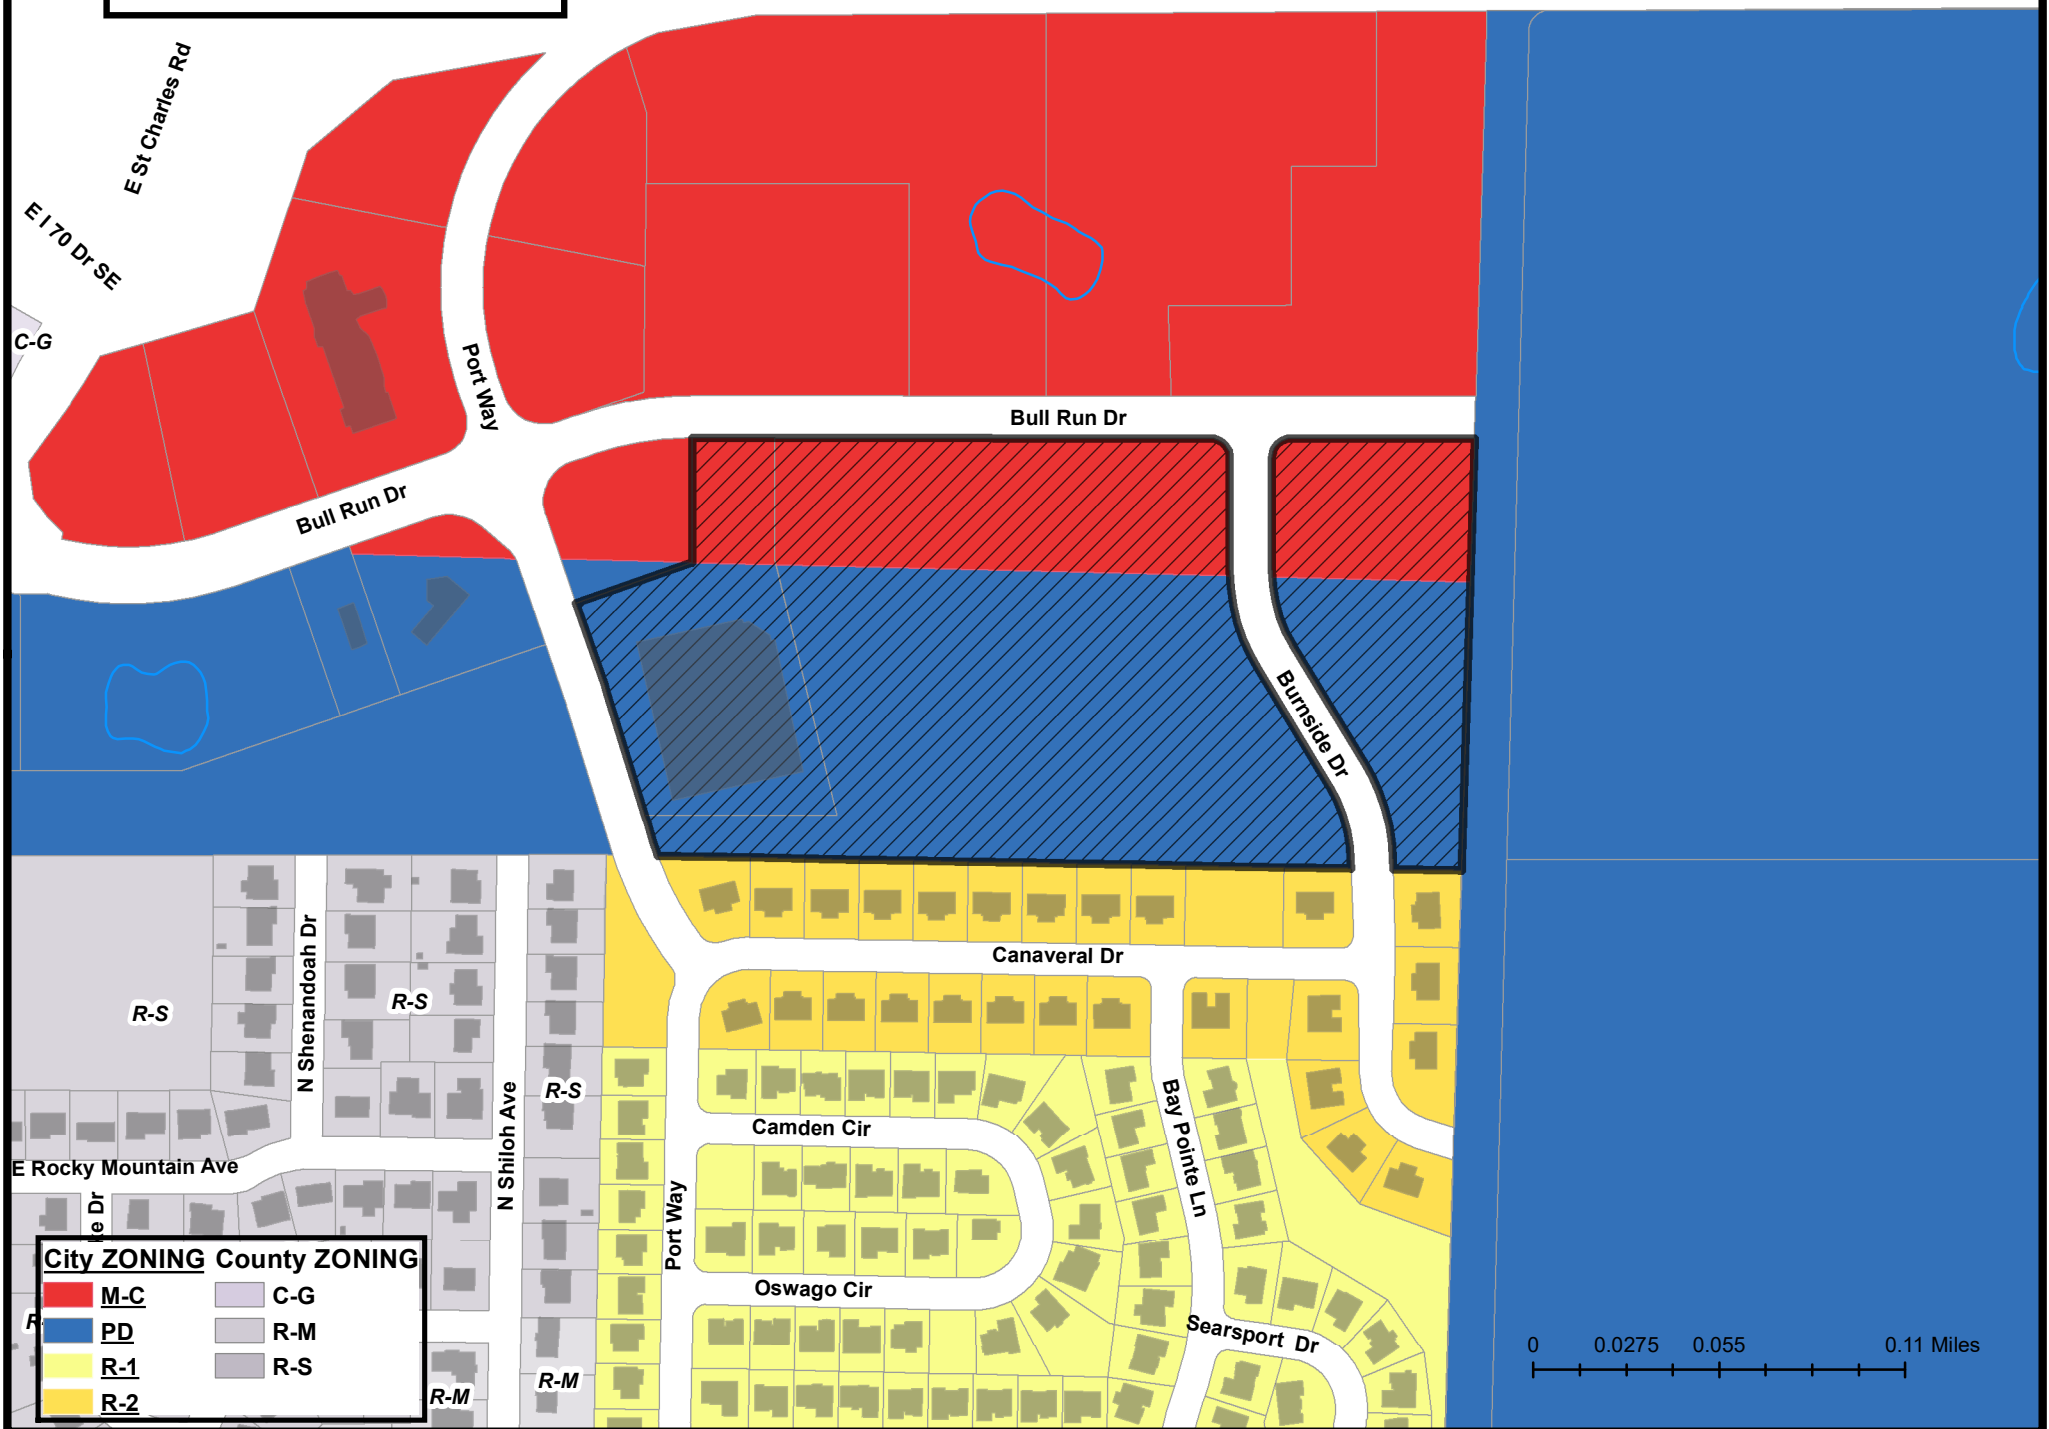 E St Charles Rd
E I 70 Dr SE
C-G
Port Way
Bull Run Dr
Bull Run Dr
Burnside Dr
Canaveral Dr
N Shenandoah Dr
R-S
R-S
R-S
N Shiloh Ave
Camden Cir
Bay Pointe Ln
E Rocky Mountain Ave
ke Dr
Port Way
Oswago Cir
Searsport Dr
R-M
R-M
City ZONING County ZONING
M-C C-G
PD R-M
R-1 R-S
R-2
0 0.0275 0.055 0.11 Miles